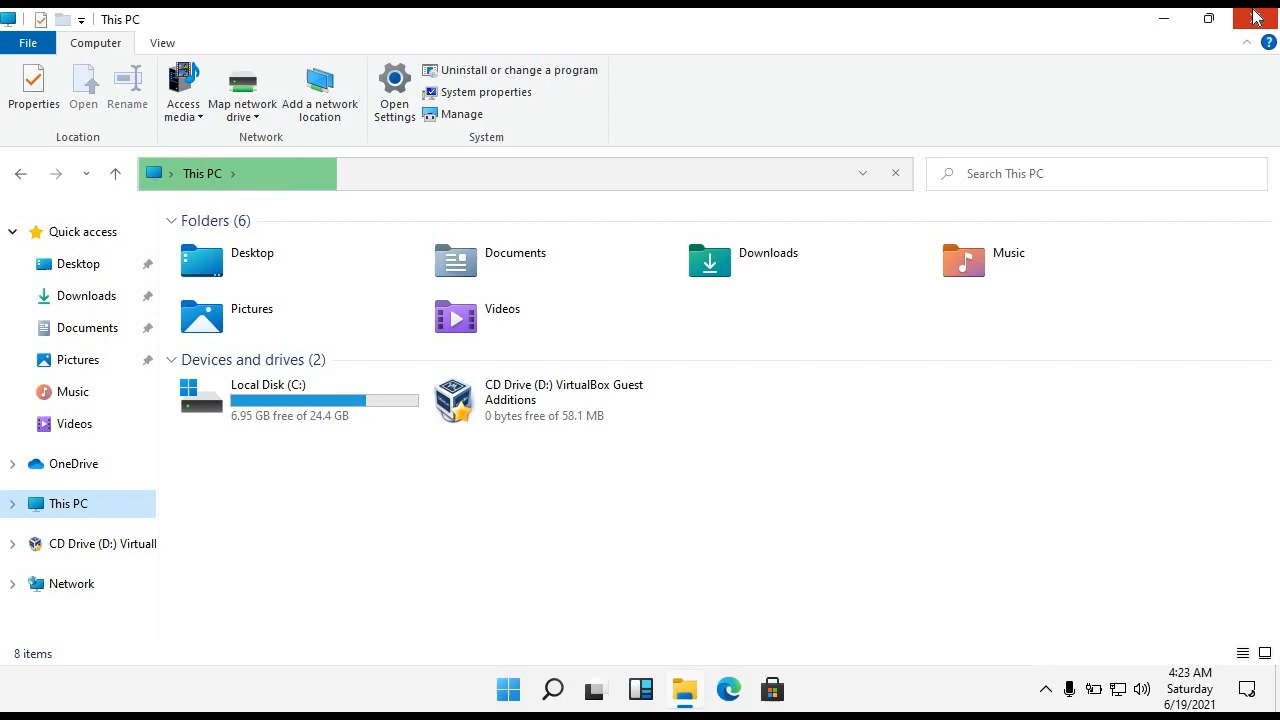 This PC
File
Computer
View
Properties
Open
Rename
Access
media
Map network
drive
Add a network
location
Open
Settings
Uninstall or change a program
System properties
Manage
Location
Network
System
This PC
Search This PC
Quick access
Desktop
Downloads
Documents
Pictures
Music
Videos
OneDrive
This PC
CD Drive (D:) Virtuall
Network
Folders (6)
Desktop
Documents
Downloads
Music
Pictures
Videos
Devices and drives (2)
Local Disk (C:)
6.95 GB free of 24.4 GB
CD Drive (D:) VirtualBox Guest
Additions
0 bytes free of 58.1 MB
8 items
4:23 AM
Saturday
6/19/2021